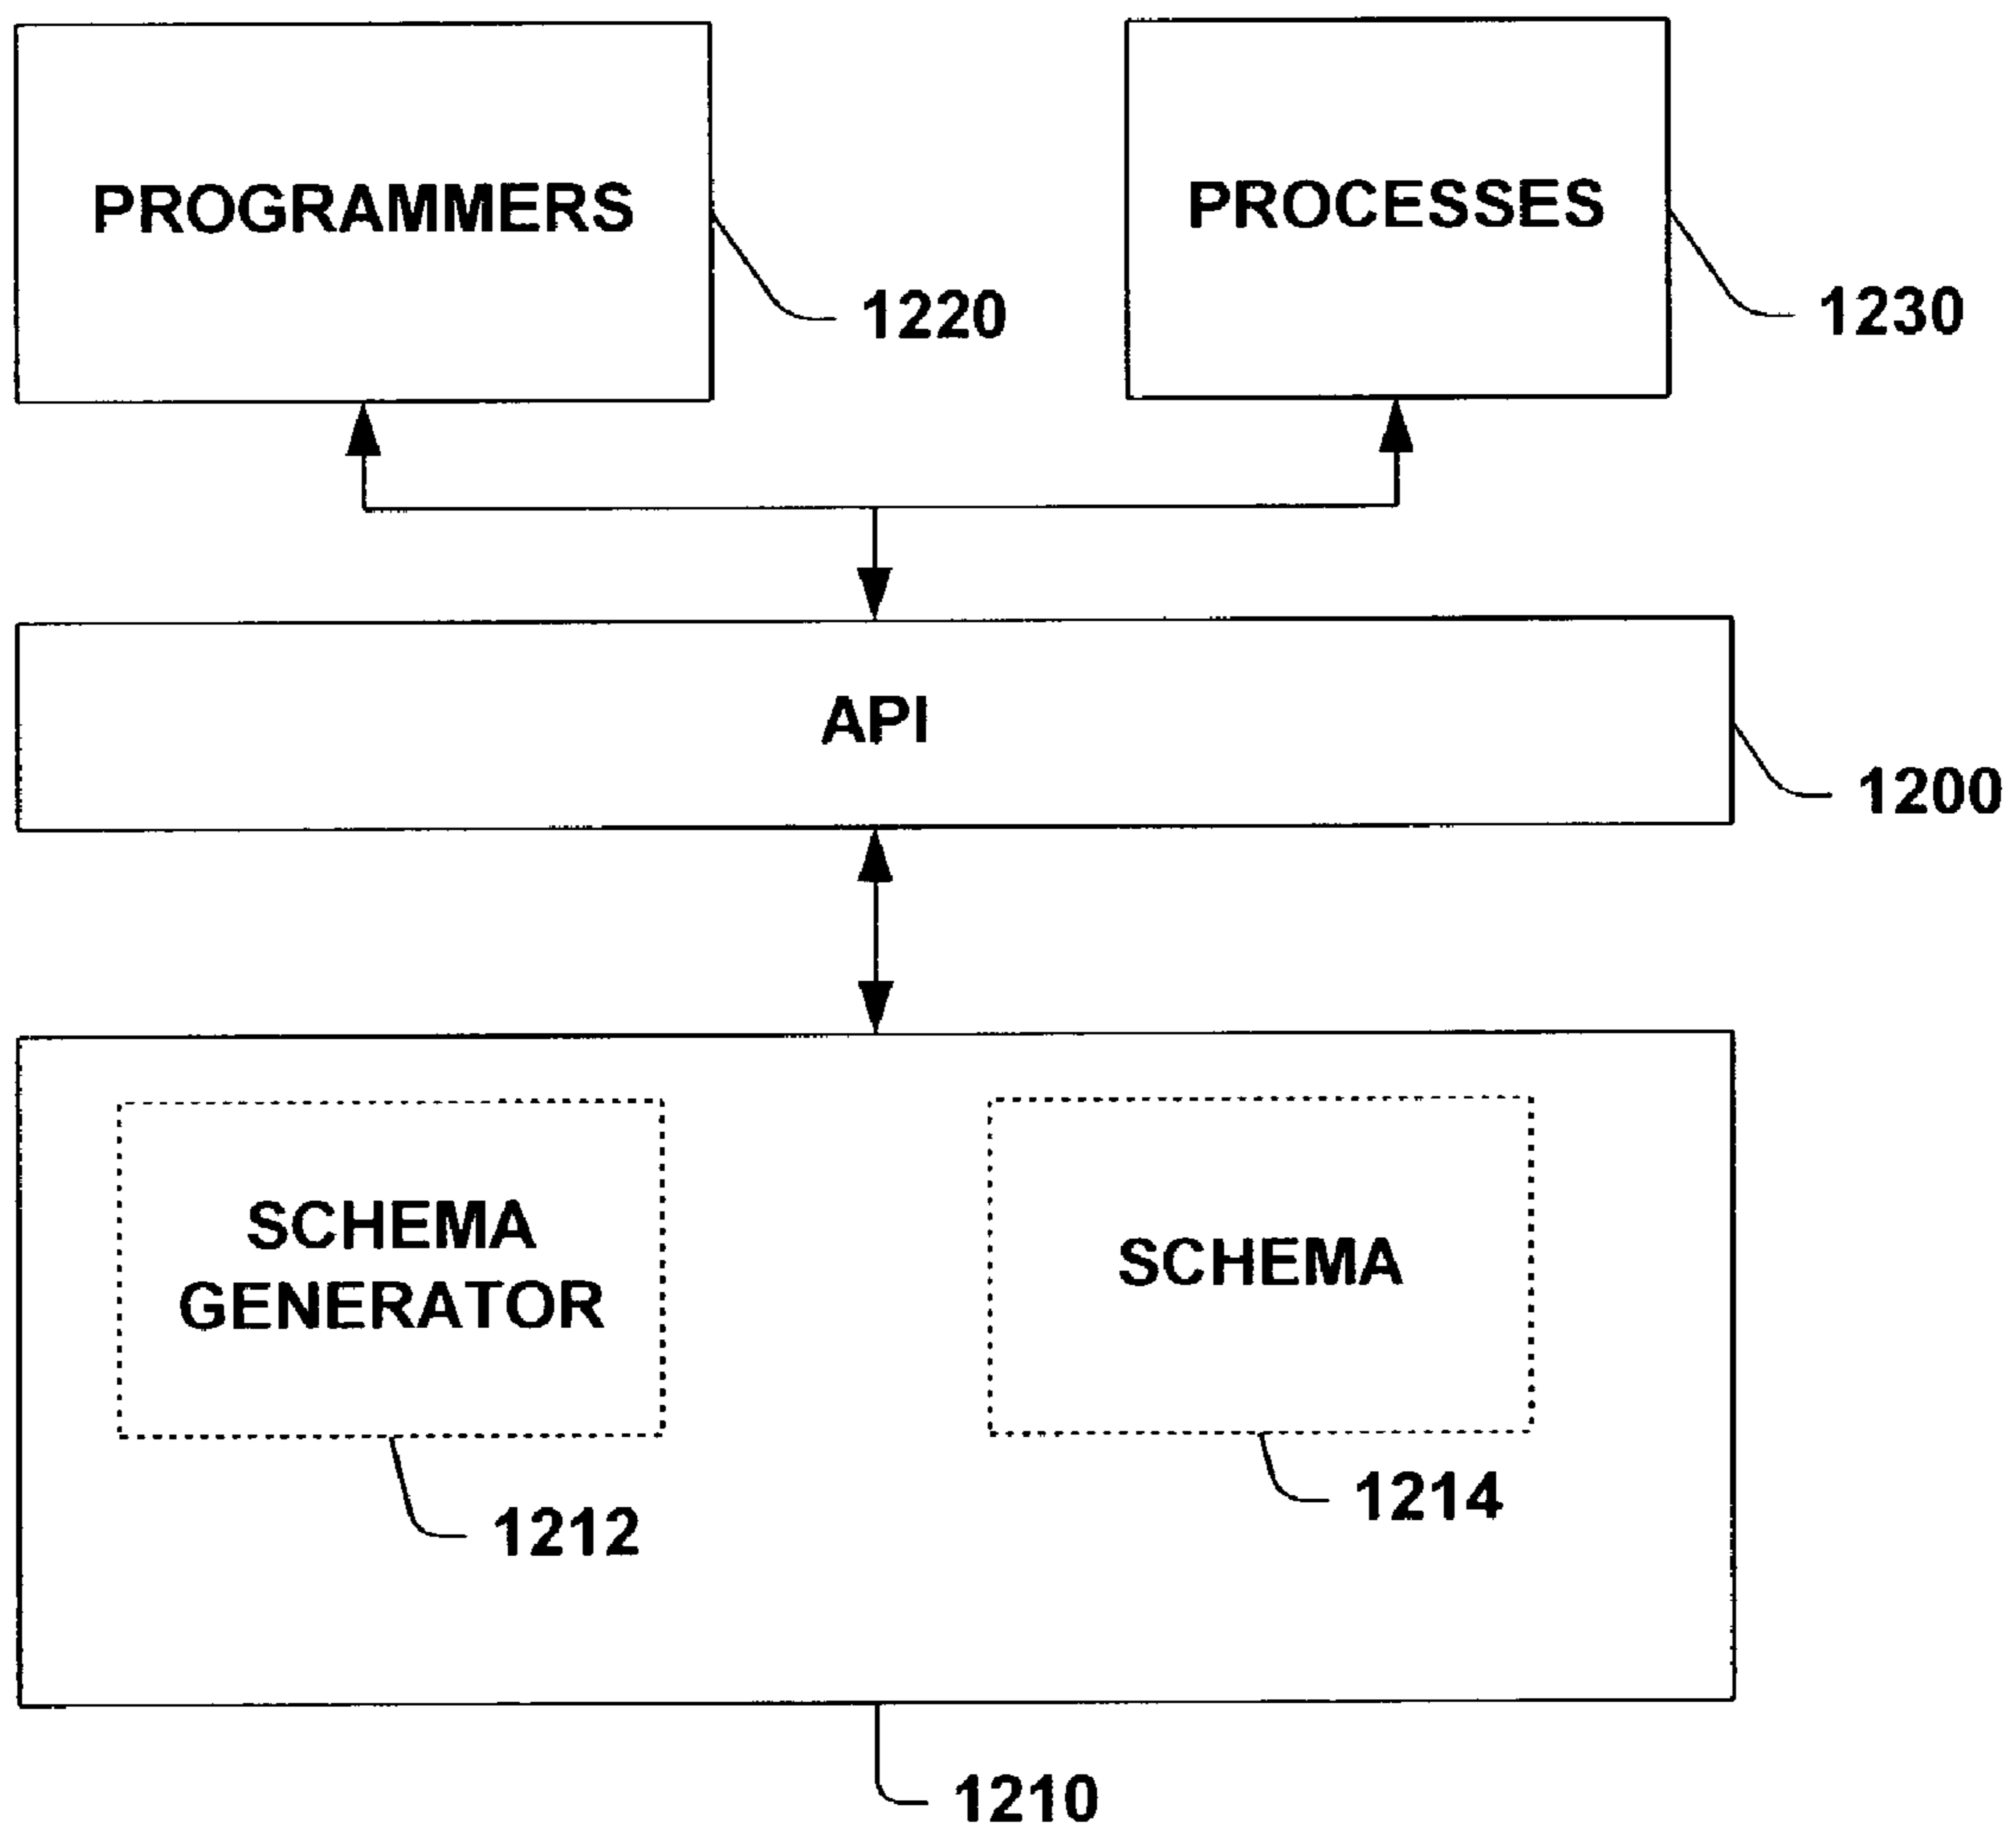 PROGRAMMERS
PROCESSES
1220
1230
API
1200
SCHEMA
GENERATOR
SCHEMA
1212
1214
1210